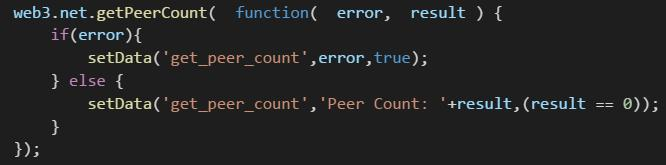 web3.net.getPeerCount(  function(  error,  result ) {
    if(error){
        setData('get_peer_count',error,true);
    } else {
        setData('get_peer_count','Peer Count: '+result,(result == 0));
    }
});